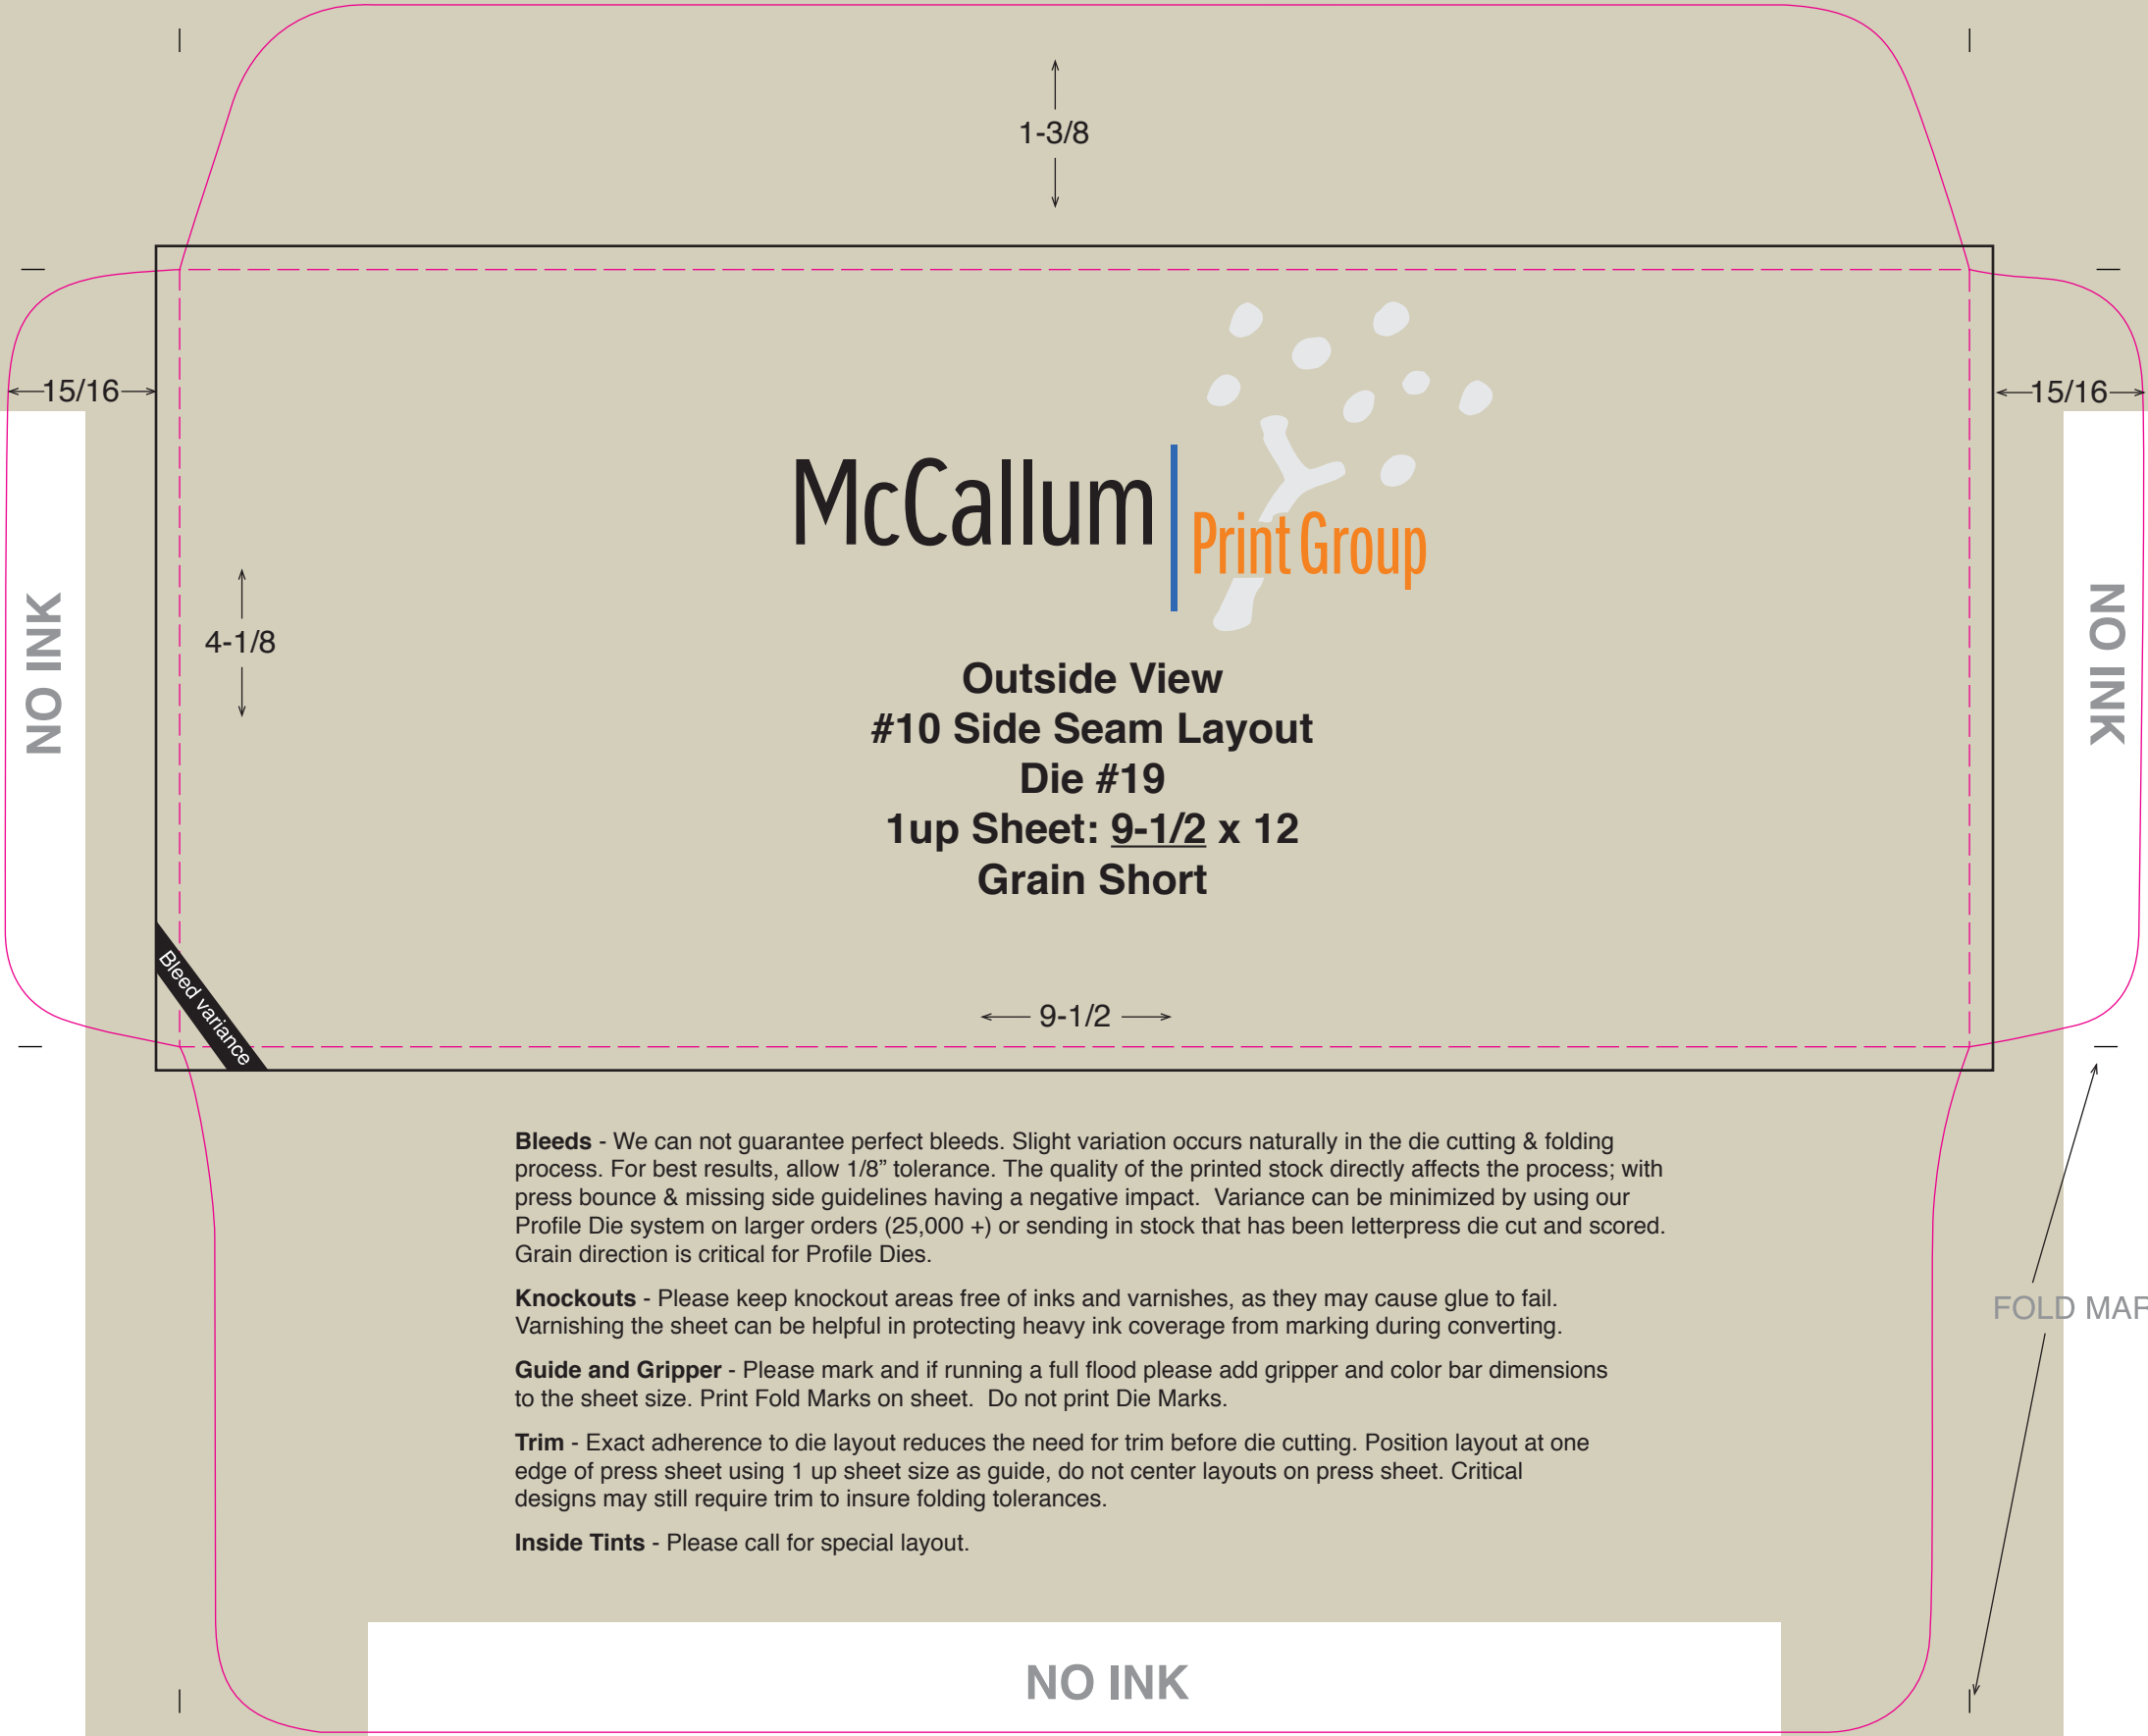 1-3/8
15/16
15/16
McCallum
Print Group
NO INK
NO INK
4-1/8
Outside View
#10 Side Seam Layout
Die #19
1up Sheet: 9-1/2 x 12
Grain Short
Bleed variance
9-1/2
Bleeds - We can not guarantee perfect bleeds. Slight variation occurs naturally in the die cutting & folding
process. For best results, allow 1/8” tolerance. The quality of the printed stock directly affects the process; with
press bounce & missing side guidelines having a negative impact.  Variance can be minimized by using our
Profile Die system on larger orders (25,000 +) or sending in stock that has been letterpress die cut and scored.
Grain direction is critical for Profile Dies.
Knockouts - Please keep knockout areas free of inks and varnishes, as they may cause glue to fail.
Varnishing the sheet can be helpful in protecting heavy ink coverage from marking during converting.
FOLD MAR
Guide and Gripper - Please mark and if running a full flood please add gripper and color bar dimensions
to the sheet size. Print Fold Marks on sheet.  Do not print Die Marks.
Trim - Exact adherence to die layout reduces the need for trim before die cutting. Position layout at one
edge of press sheet using 1 up sheet size as guide, do not center layouts on press sheet. Critical
designs may still require trim to insure folding tolerances.
Inside Tints - Please call for special layout.
NO INK